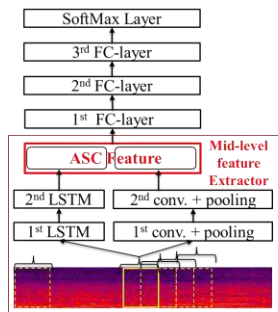 SoftMax Layer
3rd FC-layer
2nd FC-layer
1st FC-layer
Mid-level
feature
Extractor
ASC Feature
2nd LSTM
2nd conv. + pooling
1st LSTM
1st conv. + pooling